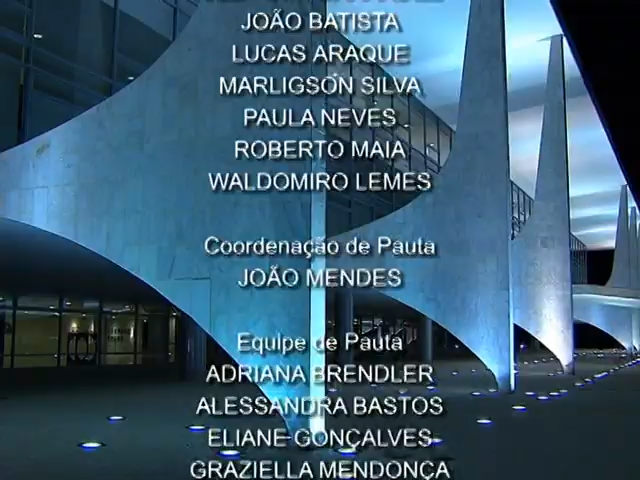 JOÃO BATISTA
LUCAS ARAQUE
MARLIGSON SILVA
PAULA NEVES
ROBERTO MAIA
WALDOMIRO LEMES
Coordenação de Pauta
JOÃO MENDES
Equipe de Pauta
ADRIANA BRENDLER
ALESSANDRA BASTOS
ELIANE GONÇALVES
GRAZIELLA MENDONÇA